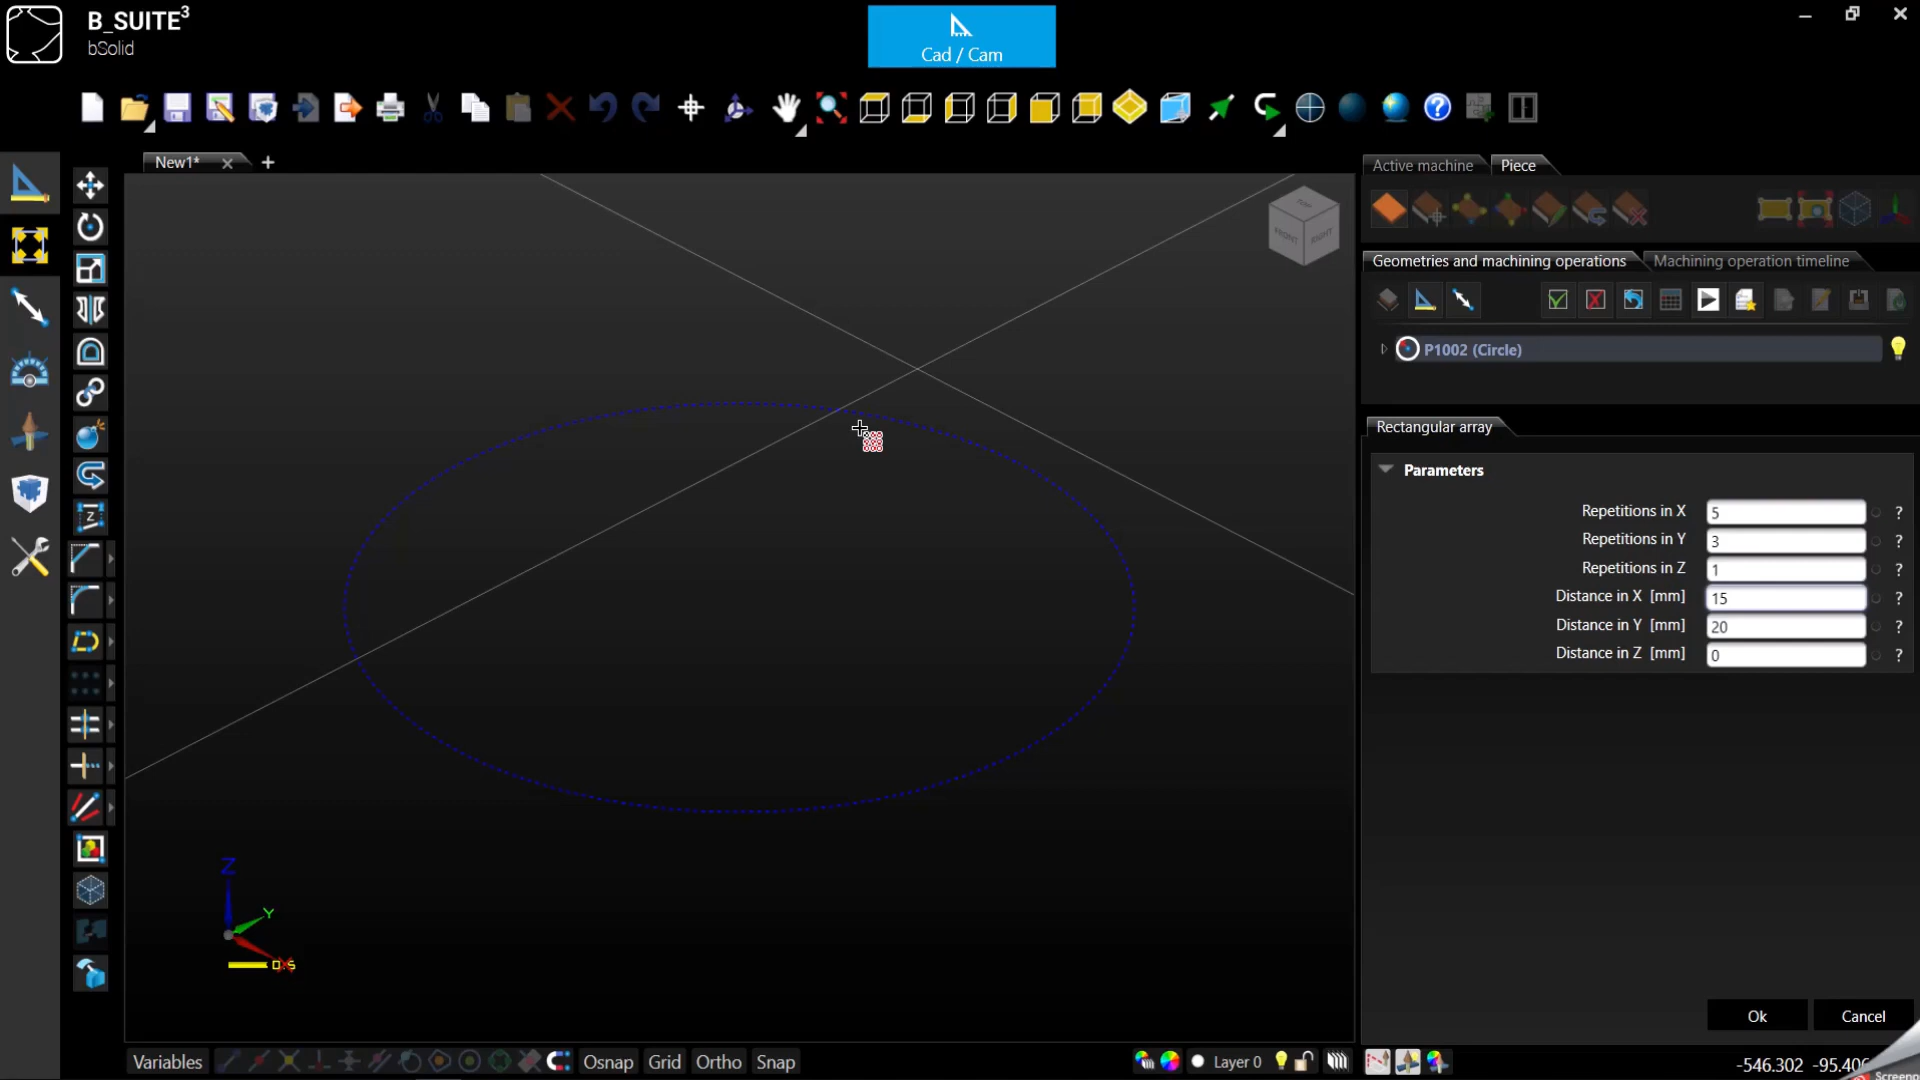 B_SUITE³
bSolid
Cad / Cam
New1*
Active machine
Piece
TOP
FRONT
RIGHT
Geometries and machining operations
Machining operation timeline
P1002 (Circle)
Rectangular array
Parameters
Repetitions in X 5 ?
Repetitions in Y 3 ?
Repetitions in Z 1 ?
Distance in X [mm] 15 ?
Distance in Y [mm] 20 ?
Distance in Z [mm] 0 ?
Z
Y
X
Ok
Cancel
Variables
Osnap
Grid
Ortho
Snap
Layer 0
-546.302 -95.406